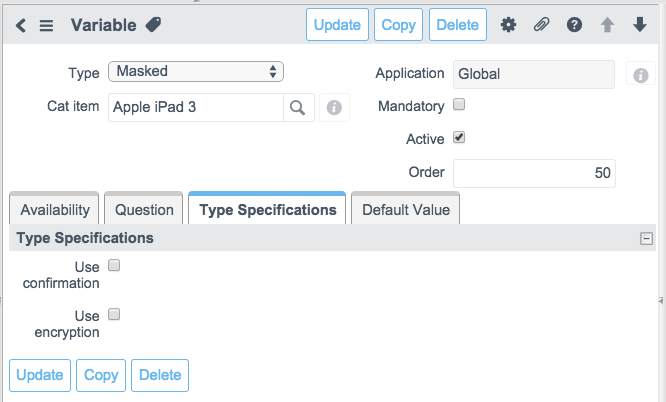 Variable
Update Copy Delete
Type Masked
Application Global
Cat item Apple iPad 3
Mandatory
Active
Order 50
Availability Question Type Specifications Default Value
Type Specifications
Use
confirmation
Use
encryption
Update Copy Delete